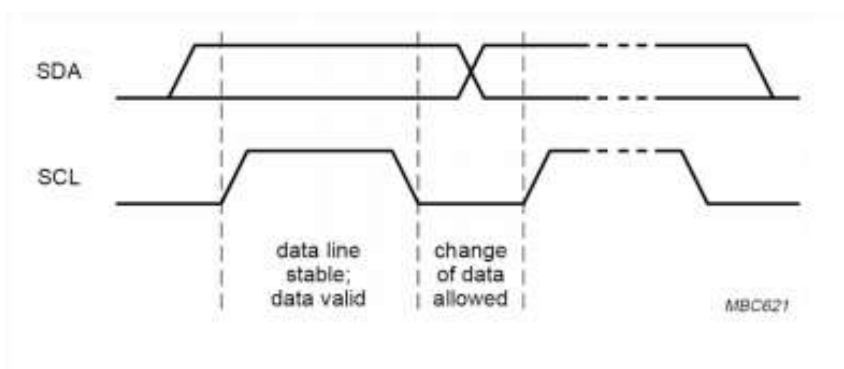 SDA
SCL
data line
stable;
data valid
change
of data
allowed
MBC621